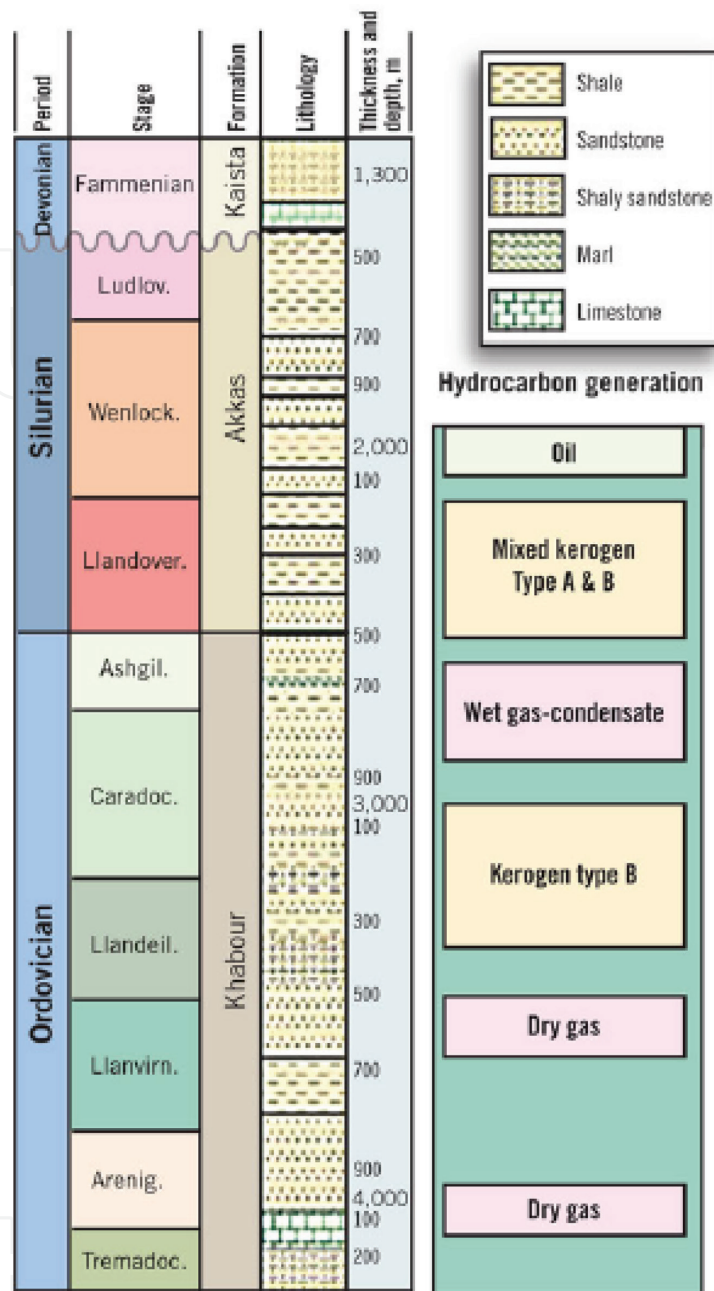 Period
Stage
Formation
Lithology
Thickness and
depth, m
Devonian
Fammenian
Kaista
1,300
Silurian
Ludlov.
Akkas
500
700
Wenlock.
900
2,000
100
Llandover.
300
500
Ordovician
Ashgil.
Khabour
700
Caradoc.
900
3,000
100
Llandeil.
300
500
Llanvirn.
700
Arenig.
900
4,000
100
Tremadoc.
200
Shale
Sandstone
Shaly sandstone
Marl
Limestone
Hydrocarbon generation
Oil
Mixed kerogen
Type A & B
Wet gas-condensate
Kerogen type B
Dry gas
Dry gas